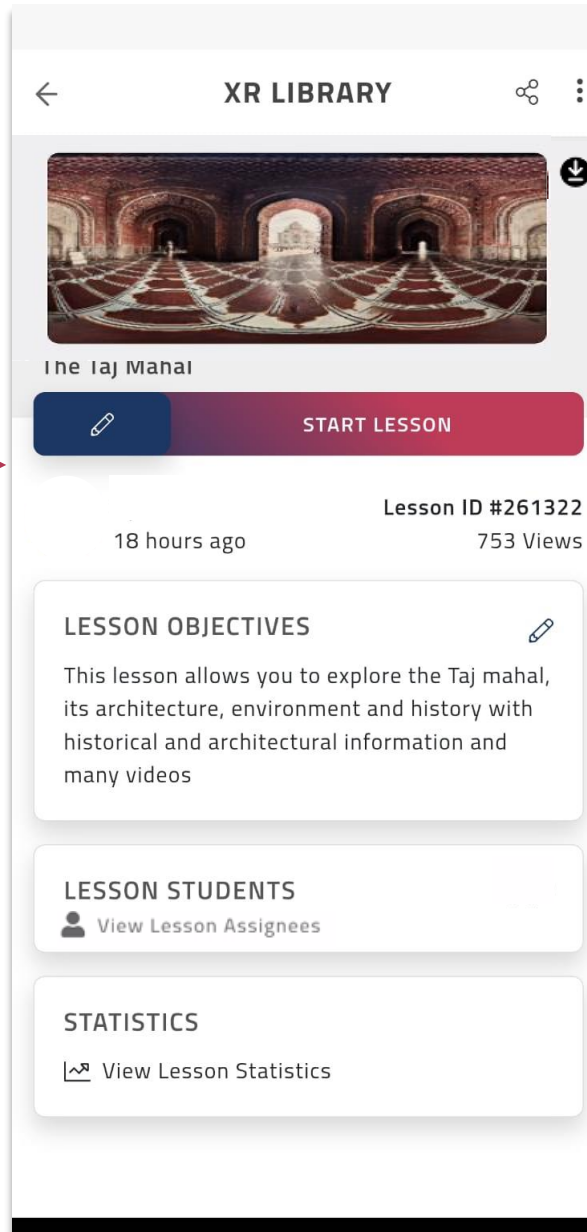 XR LIBRARY
The Taj Mahal
START LESSON
Lesson ID #261322
18 hours ago
753 Views
LESSON OBJECTIVES
This lesson allows you to explore the Taj mahal,
its architecture, environment and history with
historical and architectural information and
many videos
LESSON STUDENTS
View Lesson Assignees
STATISTICS
View Lesson Statistics